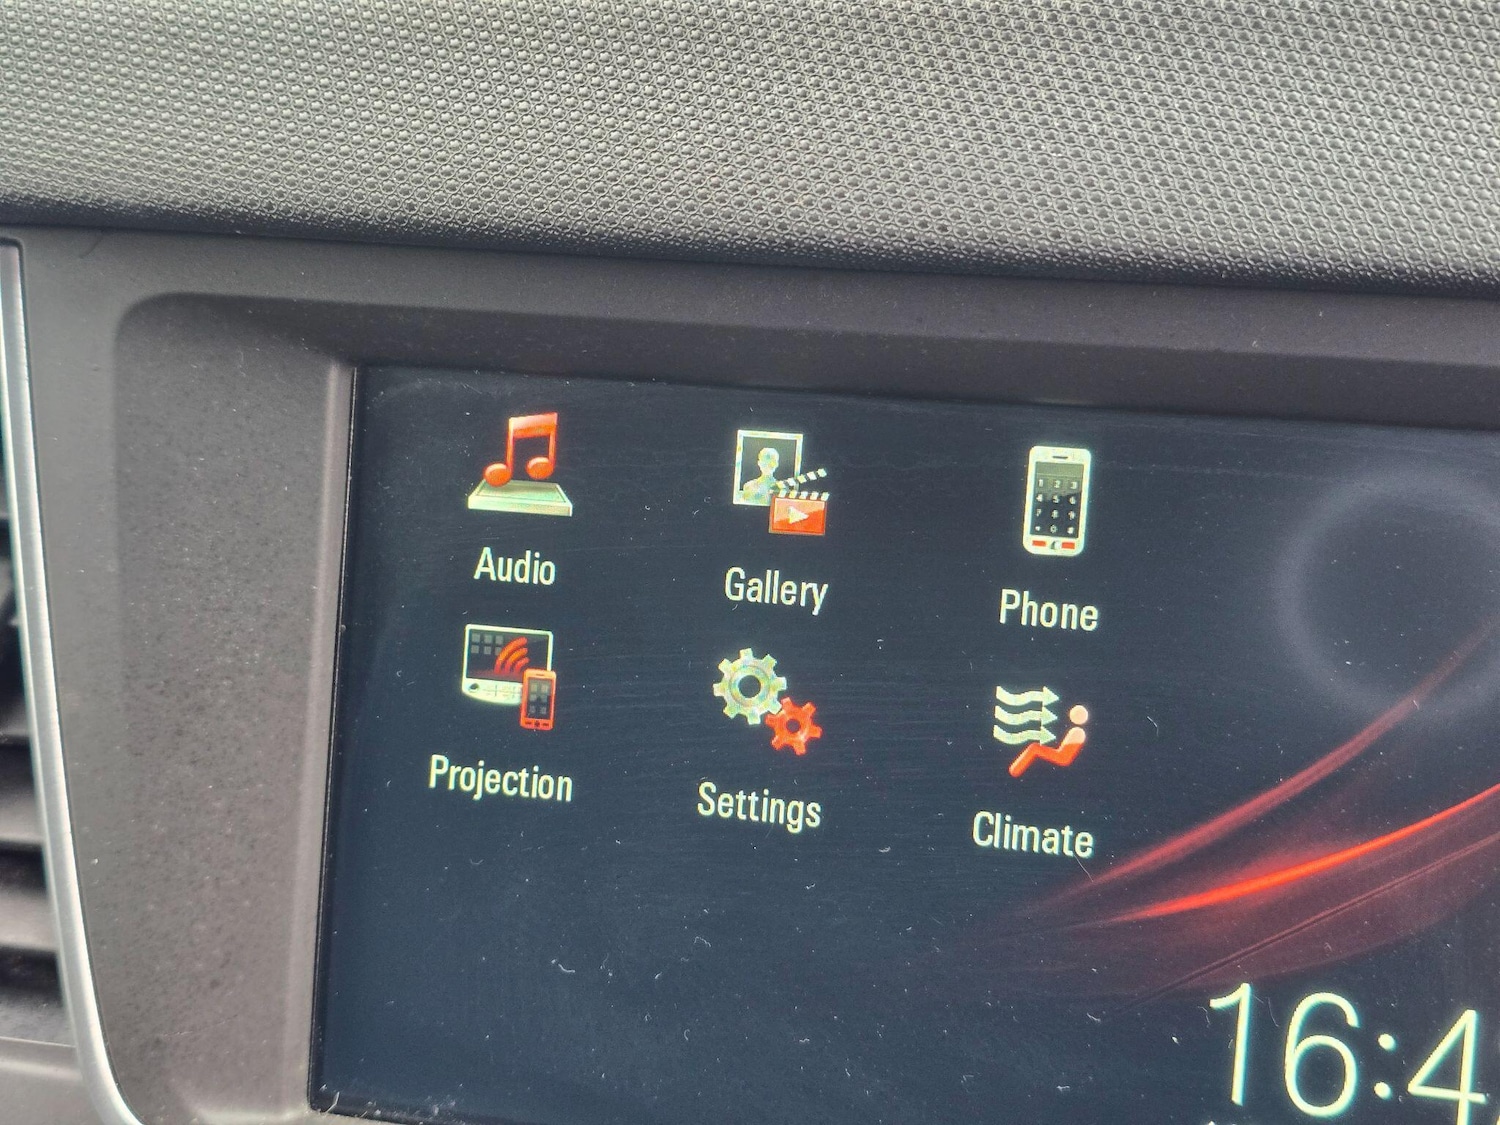 Audio
Gallery
Phone
Projection
Settings
Climate
16:4